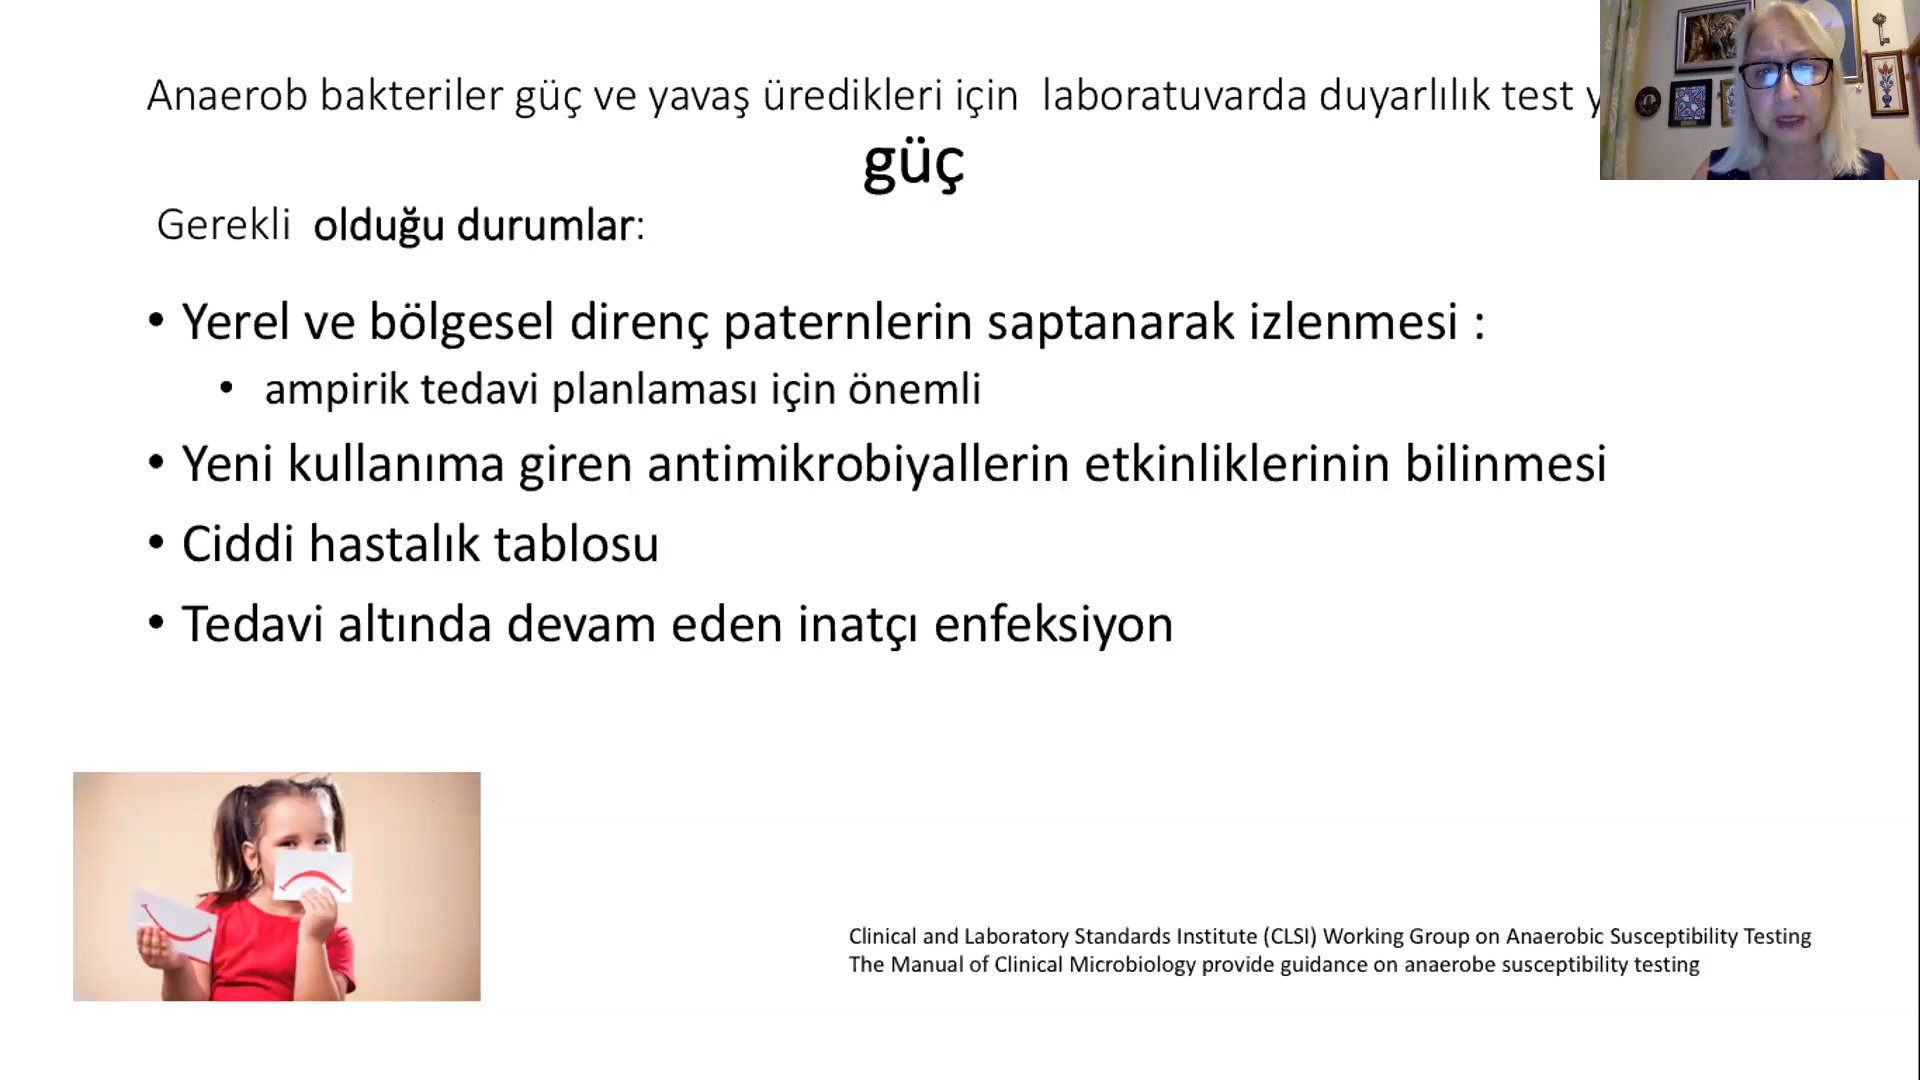 Anaerob bakteriler güç ve yavaş üredikleri için laboratuvarda duyarlılık test
güç
Gerekli olduğu durumlar:
• Yerel ve bölgesel direnç paternlerin saptanarak izlenmesi :
• ampirik tedavi planlaması için önemli
• Yeni kullanıma giren antimikrobiyallerin etkinliklerinin bilinmesi
• Ciddi hastalık tablosu
• Tedavi altında devam eden inatçı enfeksiyon
Clinical and Laboratory Standards Institute (CLSI) Working Group on Anaerobic Susceptibility Testing
The Manual of Clinical Microbiology provide guidance on anaerobe susceptibility testing